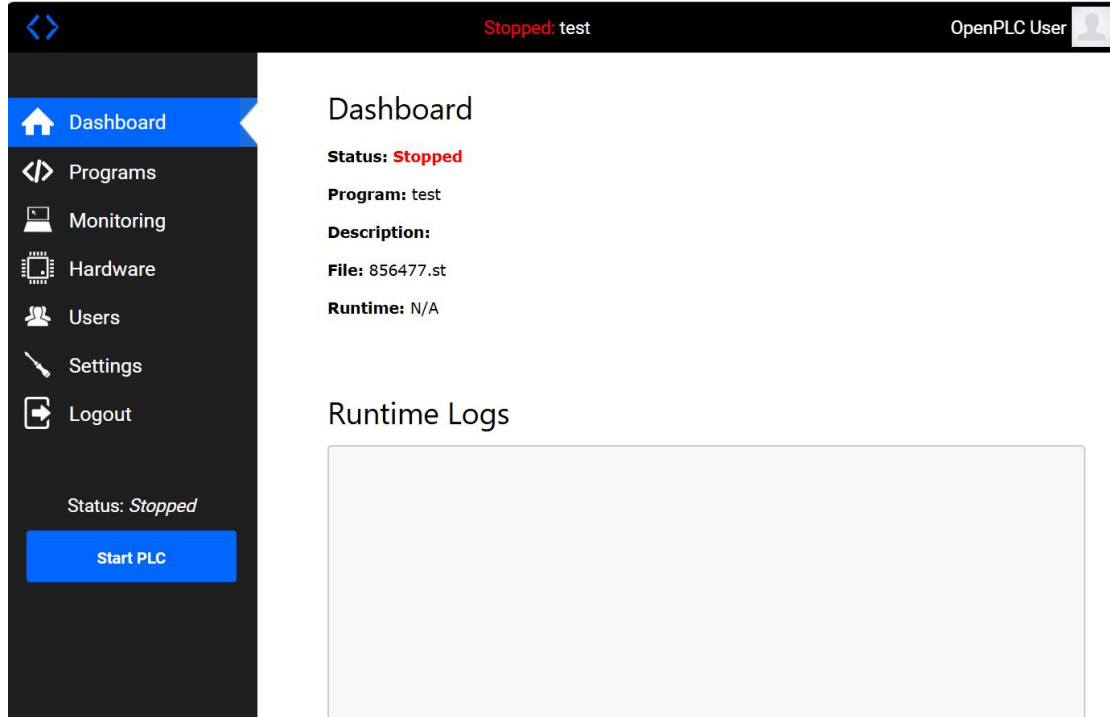 Stopped: test
OpenPLC User
Dashboard
Programs
Monitoring
Hardware
Users
Settings
Logout
Status: Stopped
Start PLC
Dashboard
Status: Stopped
Program: test
Description:
File: 856477.st
Runtime: N/A
Runtime Logs